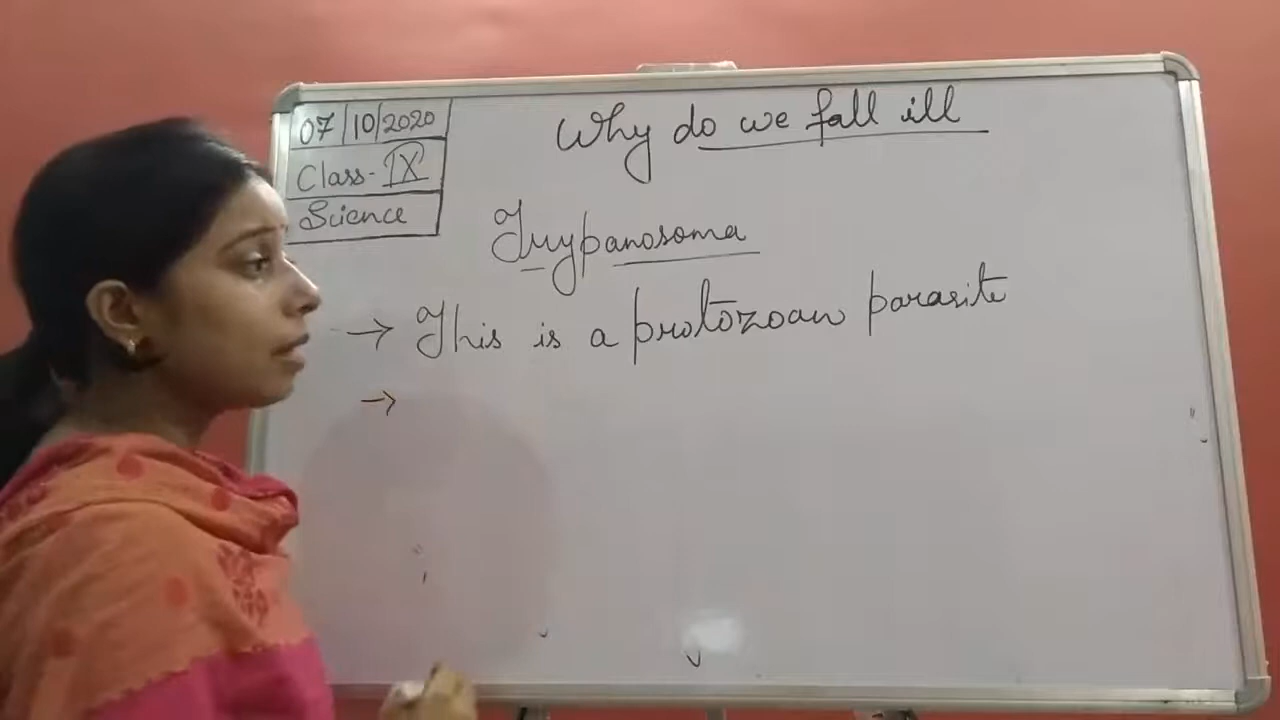 07/10/2020
Class- IX
Science
Why do we fall ill
Trypanosoma
→ This is a protozoan parasite
→